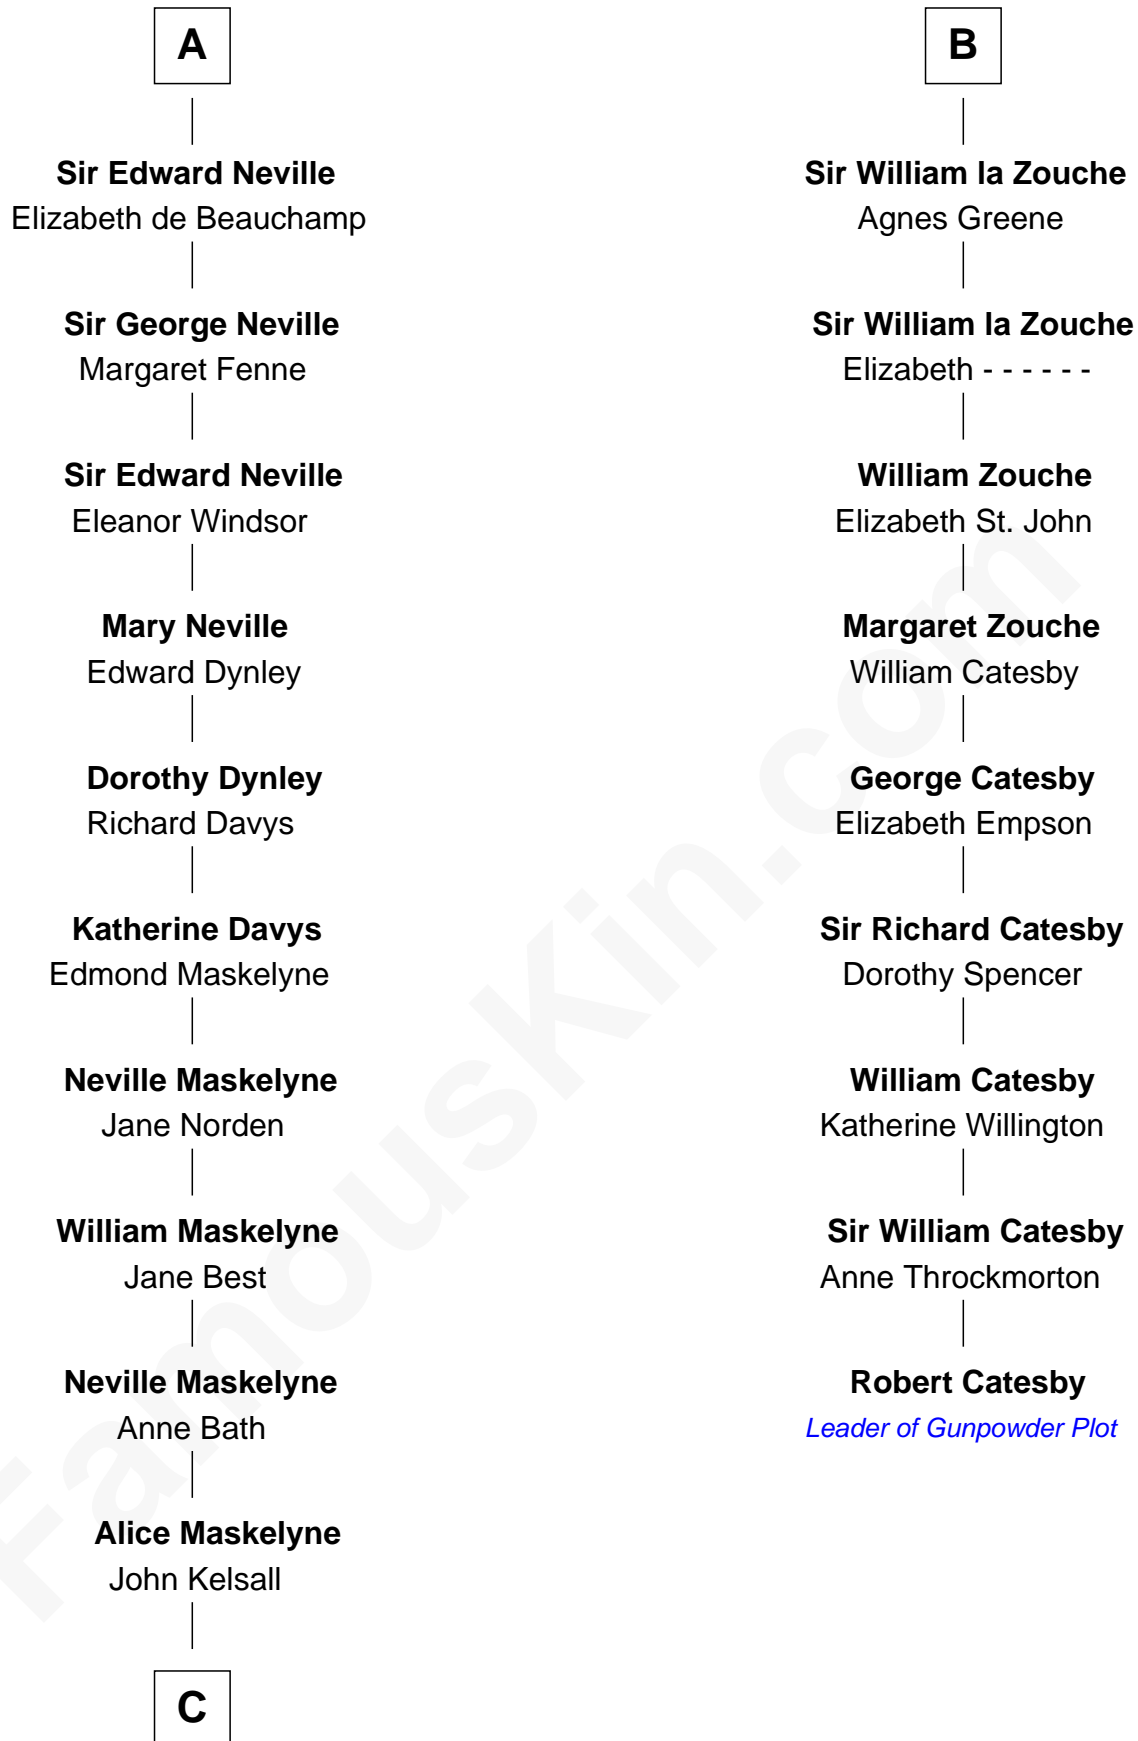 A
Sir Edward Neville
Elizabeth de Beauchamp
Sir George Neville
Margaret Fenne
Sir Edward Neville
Eleanor Windsor
Mary Neville
Edward Dynley
Dorothy Dynley
Richard Davys
Katherine Davys
Edmond Maskelyne
Neville Maskelyne
Jane Norden
William Maskelyne
Jane Best
Neville Maskelyne
Anne Bath
Alice Maskelyne
John Kelsall
C
B
Sir William la Zouche
Agnes Greene
Sir William la Zouche
Elizabeth - - - - - -
William Zouche
Elizabeth St. John
Margaret Zouche
William Catesby
George Catesby
Elizabeth Empson
Sir Richard Catesby
Dorothy Spencer
William Catesby
Katherine Willington
Sir William Catesby
Anne Throckmorton
Robert Catesby
Leader of Gunpowder Plot
FamousKin.com